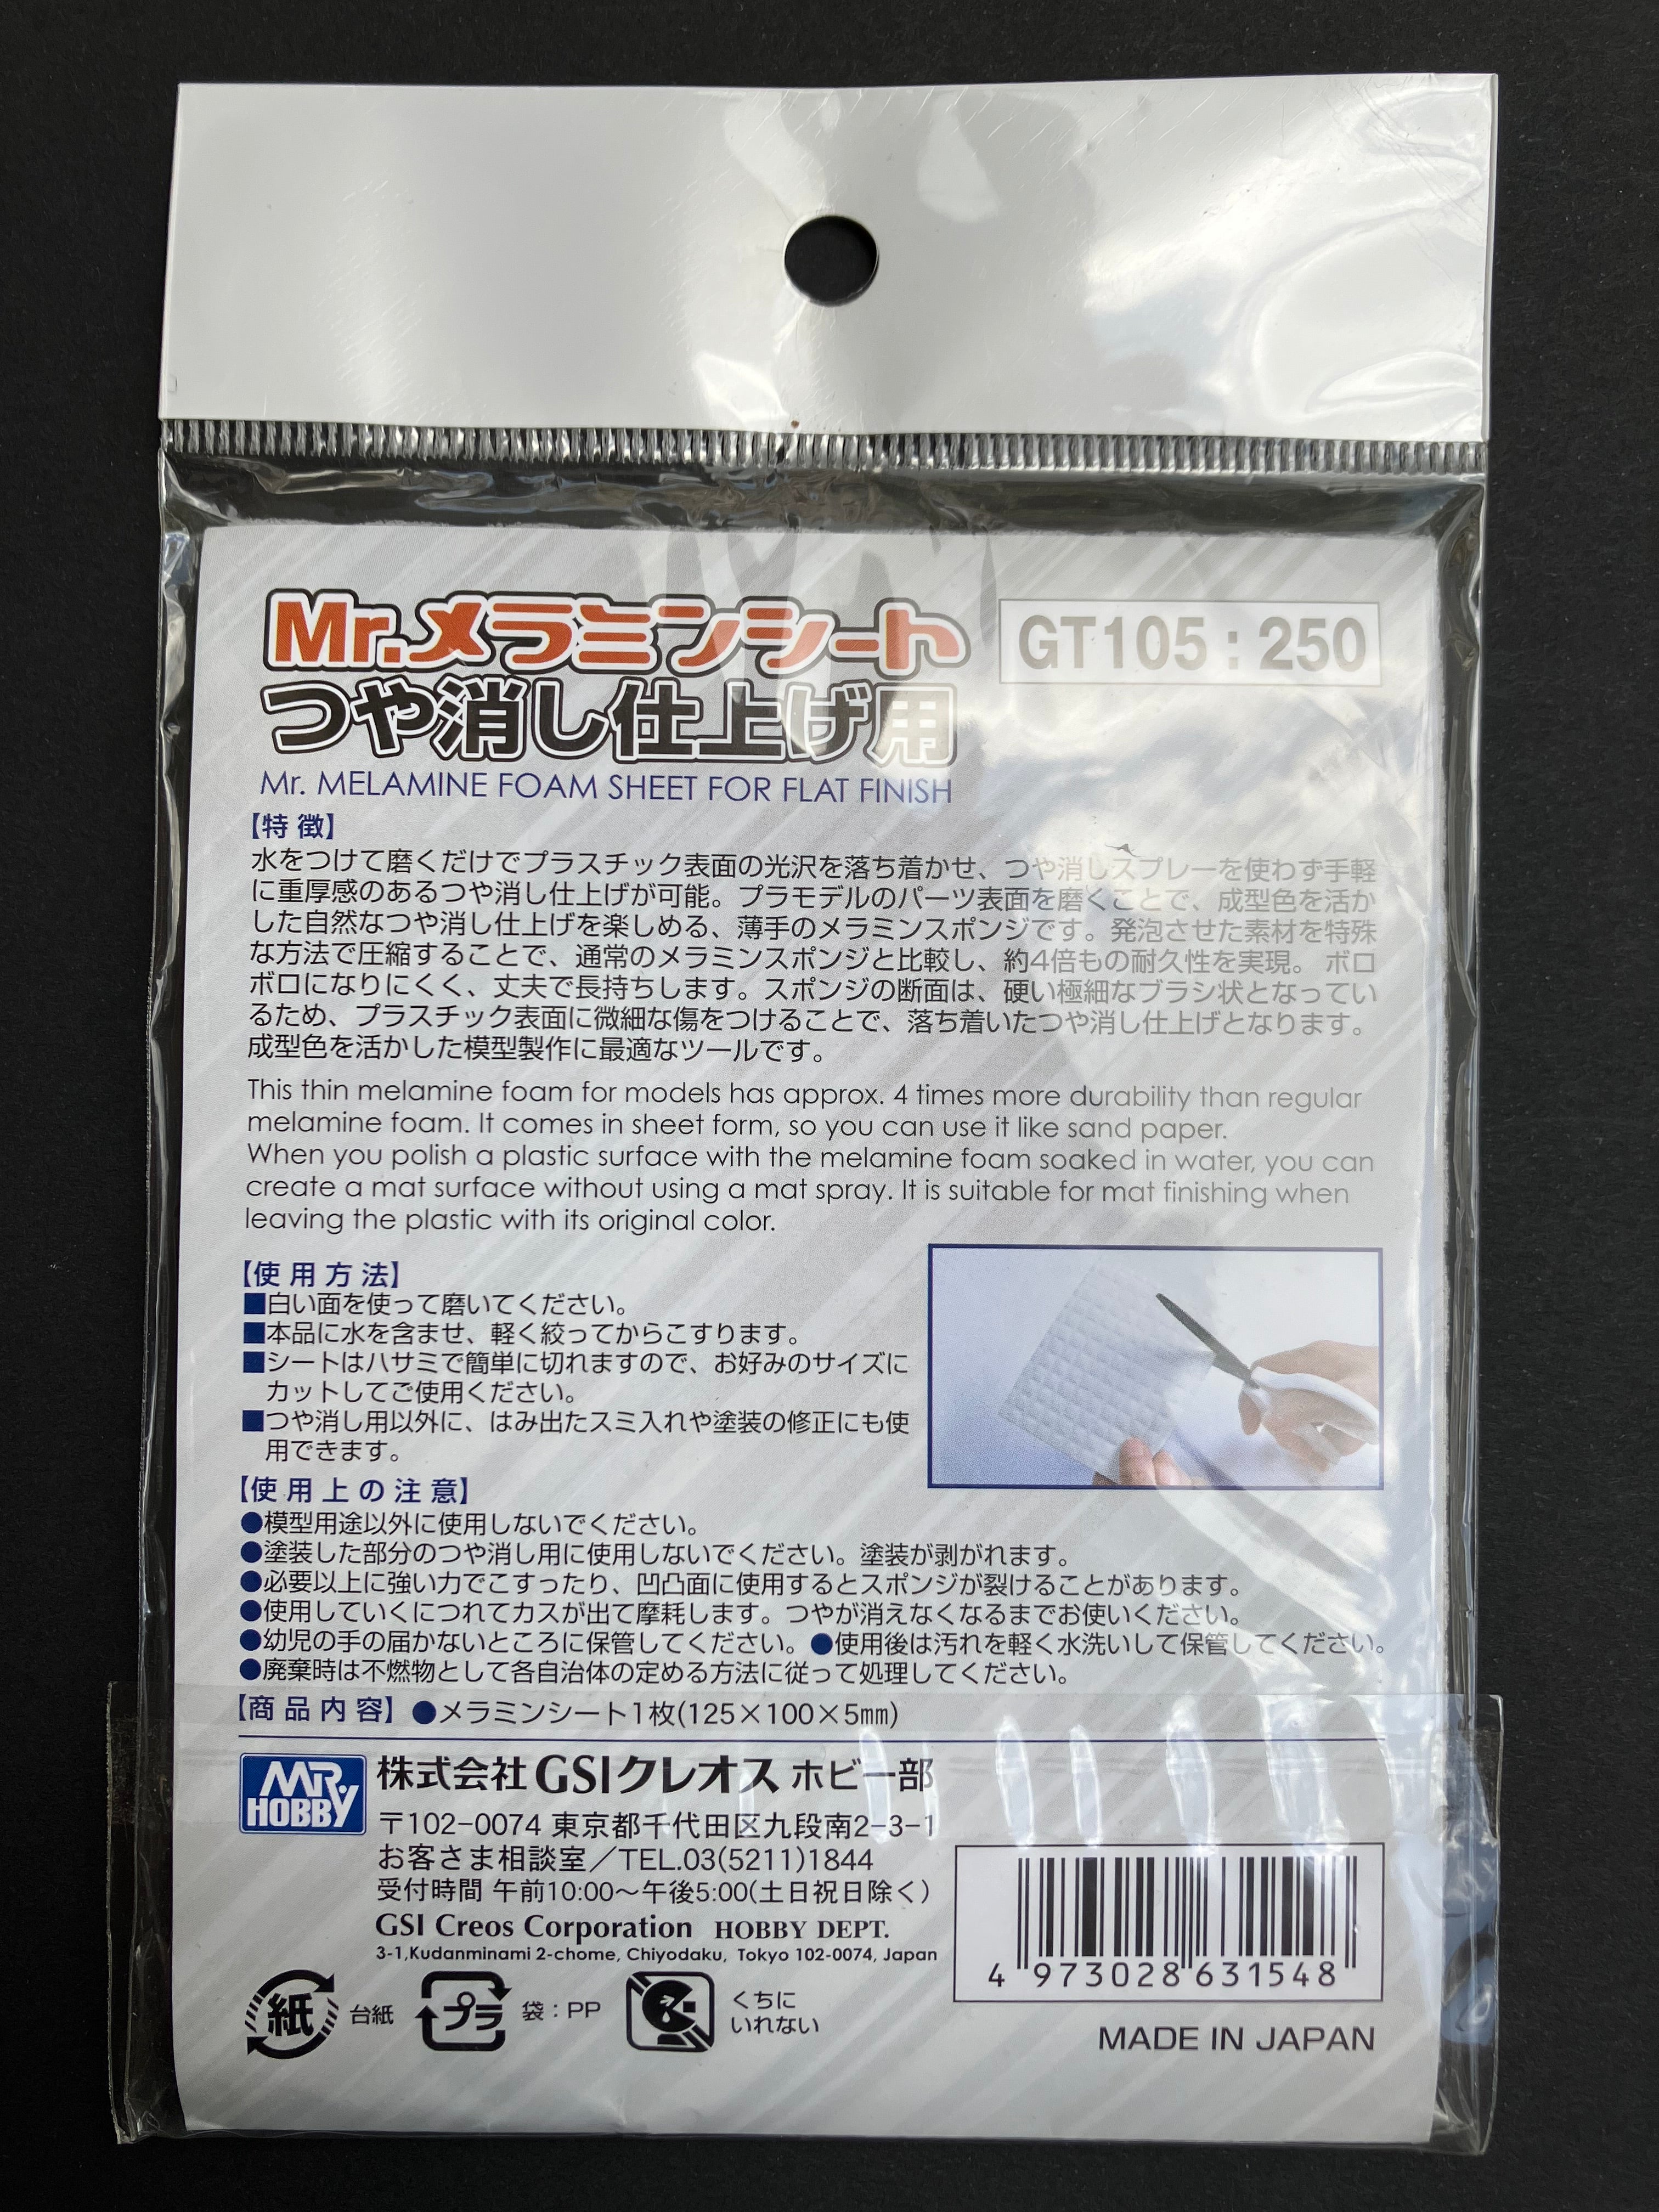 Mr.メラミンシート
つや消し仕上げ用
GT105 : 250
Mr. MELAMINE FOAM SHEET FOR FLAT FINISH
【特 徴】
水をつけて磨くだけでプラスチック表面の光沢を落ち着かせ、つや消しスプレーを使わず手軽
に重厚感のあるつや消し仕上げが可能。プラモデルのパーツ表面を磨くことで、成型色を活か
した自然なつや消し仕上げを楽しめる、薄手のメラミンスポンジです。発泡させた素材を特殊
な方法で圧縮することで、通常のメラミンスポンジと比較し、約4倍もの耐久性を実現。ボロ
ボロになりにくく、丈夫で長持ちします。スポンジの断面は、硬い極細なブラシ状となってい
るため、プラスチック表面に微細な傷をつけることで、落ち着いたつや消し仕上げとなります。
成型色を活かした模型製作に最適なツールです。
This thin melamine foam for models has approx. 4 times more durability than regular
melamine foam. It comes in sheet form, so you can use it like sand paper.
When you polish a plastic surface with the melamine foam soaked in water, you can
create a mat surface without using a mat spray. It is suitable for mat finishing when
leaving the plastic with its original color.
【使 用 方 法】
■白い面を使って磨いてください。
■本品に水を含ませ、軽く絞ってからこすります。
■シートはハサミで簡単に切れますので、お好みのサイズに
カットしてご使用ください。
■つや消し用以外に、はみ出たスミ入れや塗装の修正にも使
用できます。
【使 用 上 の 注 意】
●模型用途以外に使用しないでください。
●塗装した部分のつや消し用に使用しないでください。塗装が剥がれます。
●必要以上に強い力でこすったり、凹凸面に使用するとスポンジが裂けることがあります。
●使用していくにつれてカスが出て摩耗します。つやが消えなくなるまでお使いください。
●幼児の手の届かないところに保管してください。●使用後は汚れを軽く水洗いして保管してください。
●廃棄時は不燃物として各自治体の定める方法に従って処理してください。
【商 品 内 容】 ●メラミンシート1枚(125×100×5㎜)
MR.HOBBY
株式会社 GSIクレオス ホビー部
〒102-0074 東京都千代田区九段南2-3-1
お客さま相談室／TEL.03(5211)1844
受付時間 午前10:00〜午後5:00(土日祝日除く)
GSI Creos Corporation HOBBY DEPT.
3-1,Kudanminami 2-chome, Chiyodaku, Tokyo 102-0074, Japan
4 973028 631548
紙 台紙 プラ 袋：PP くちに
いれない
MADE IN JAPAN